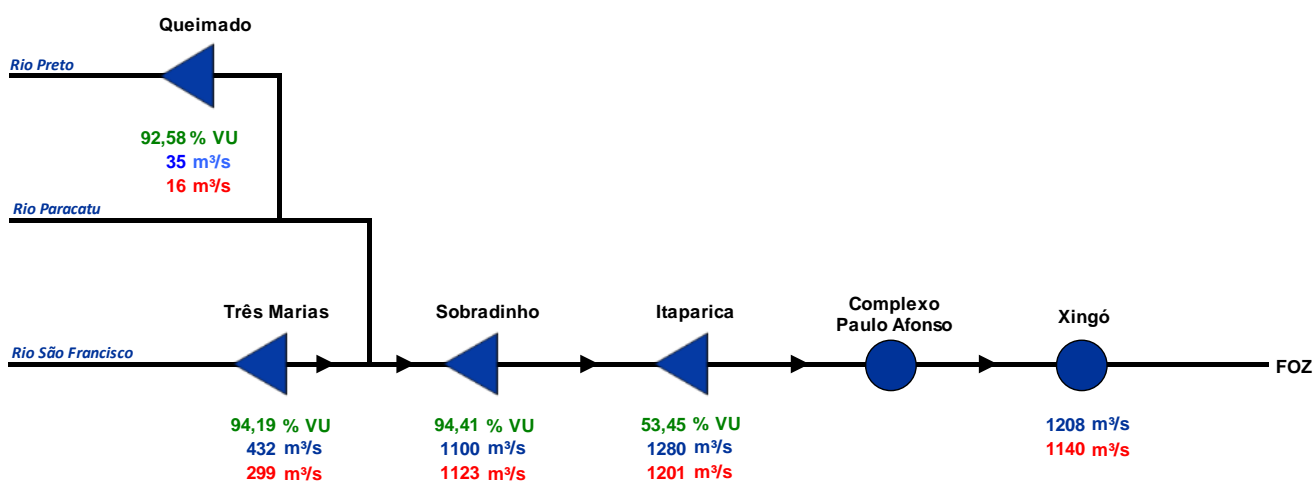 Queimado
Rio Preto
92,58 % VU
35 m³/s
16 m³/s
Rio Paracatu
Três Marias
Sobradinho
Itaparica
Complexo
Paulo Afonso
Xingó
Rio São Francisco
FOZ
94,19 % VU
432 m³/s
299 m³/s
94,41 % VU
1100 m³/s
1123 m³/s
53,45 % VU
1280 m³/s
1201 m³/s
1208 m³/s
1140 m³/s